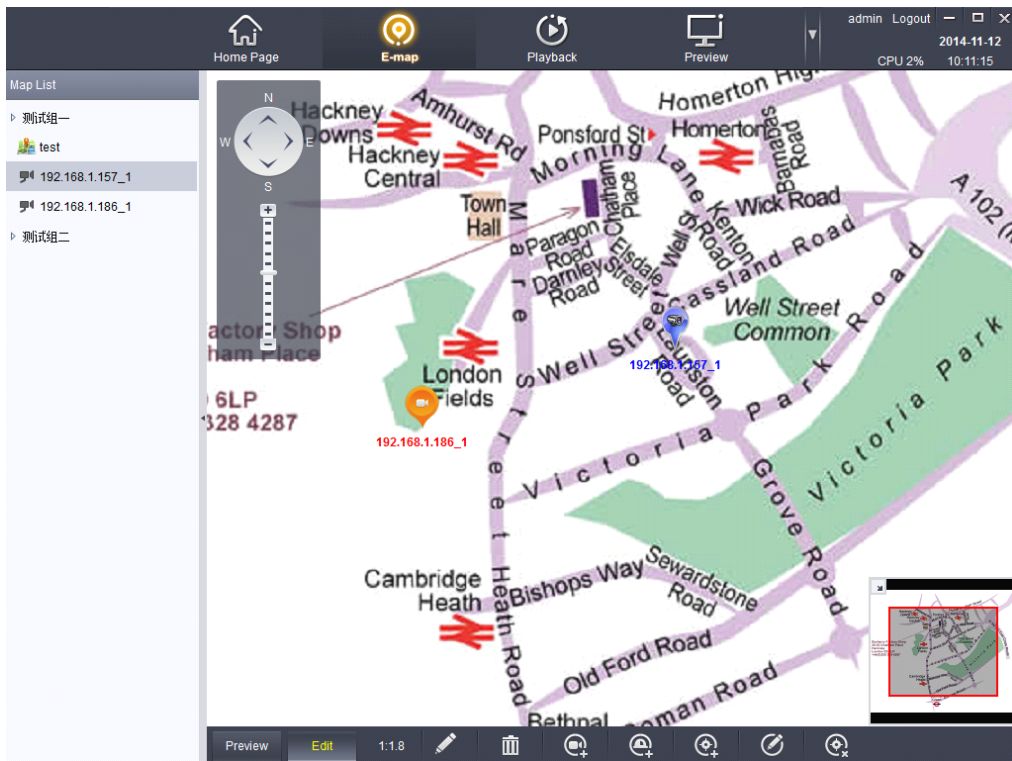 admin Logout
2014-11-12
CPU 2% 10:11:15
Home Page
E-map
Playback
Preview
Map List
测试组一
test
192.168.1.157_1
192.168.1.186_1
测试组二
N
W
E
S
Hackney
Downs
Amhurst Rd
Hackney
Central
Homerton High
Ponsford St
Homerton
Barnabas
Road
Morning Lane
Chatham
Place
Town
Hall
Mare Street
Wick Road
A 102 (
Paragon
Road
Darnley
Road
Elsdale
Street
Well S
Kenton
Road
Cassland Road
Well Street
Common
actory Shop
ham Place
6LP
328 4287
London
Fields
Well Street
192.168.1.157_1
Road
192.168.1.186_1
Victoria Park Road
Victoria Park
Grove Road
Cambridge
Heath
Heath Road
Bishops Way
Sewardstone
Road
Old Ford Road
Bethnal
oman Road
Preview
Edit
1:1.8